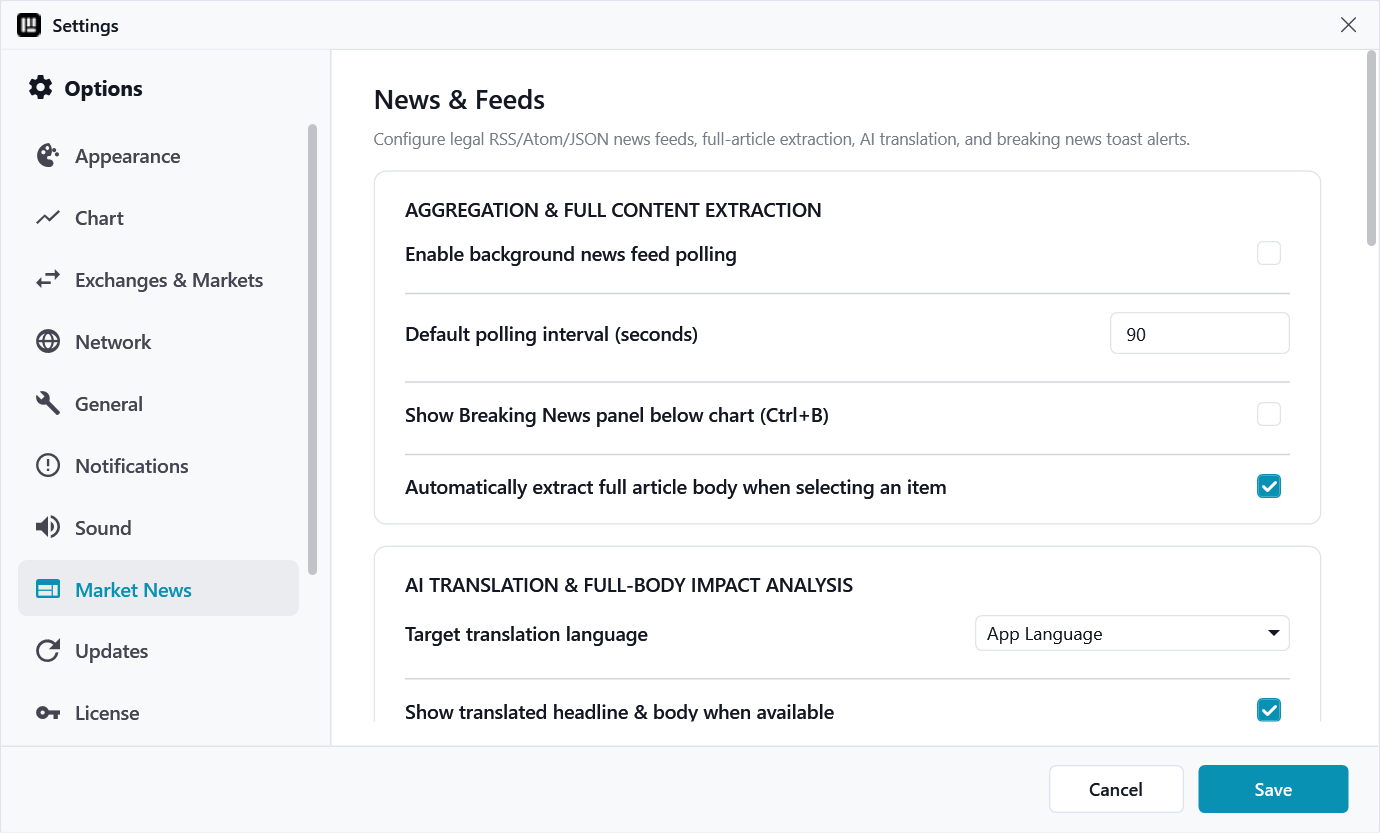 Settings
Options
Appearance
Chart
Exchanges & Markets
Network
General
Notifications
Sound
Market News
Updates
License
News & Feeds
Configure legal RSS/Atom/JSON news feeds, full-article extraction, AI translation, and breaking news toast alerts.
AGGREGATION & FULL CONTENT EXTRACTION
Enable background news feed polling
Default polling interval (seconds)
90
Show Breaking News panel below chart (Ctrl+B)
Automatically extract full article body when selecting an item
AI TRANSLATION & FULL-BODY IMPACT ANALYSIS
Target translation language
App Language
Show translated headline & body when available
Cancel
Save